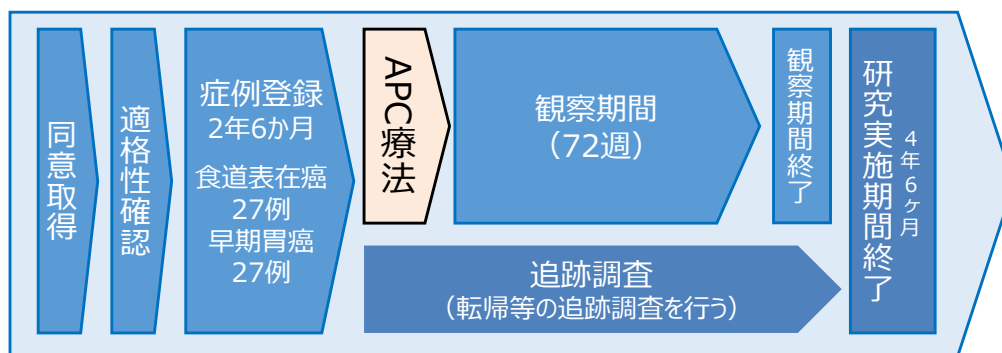 同意取得
適格性確認
症例登録
2年6か月
食道表在癌
27例
早期胃癌
27例
APC療法
観察期間
（72週）
観察期間終了
研究実施期間終了
4年6ケ月
追跡調査
（転帰等の追跡調査を行う）